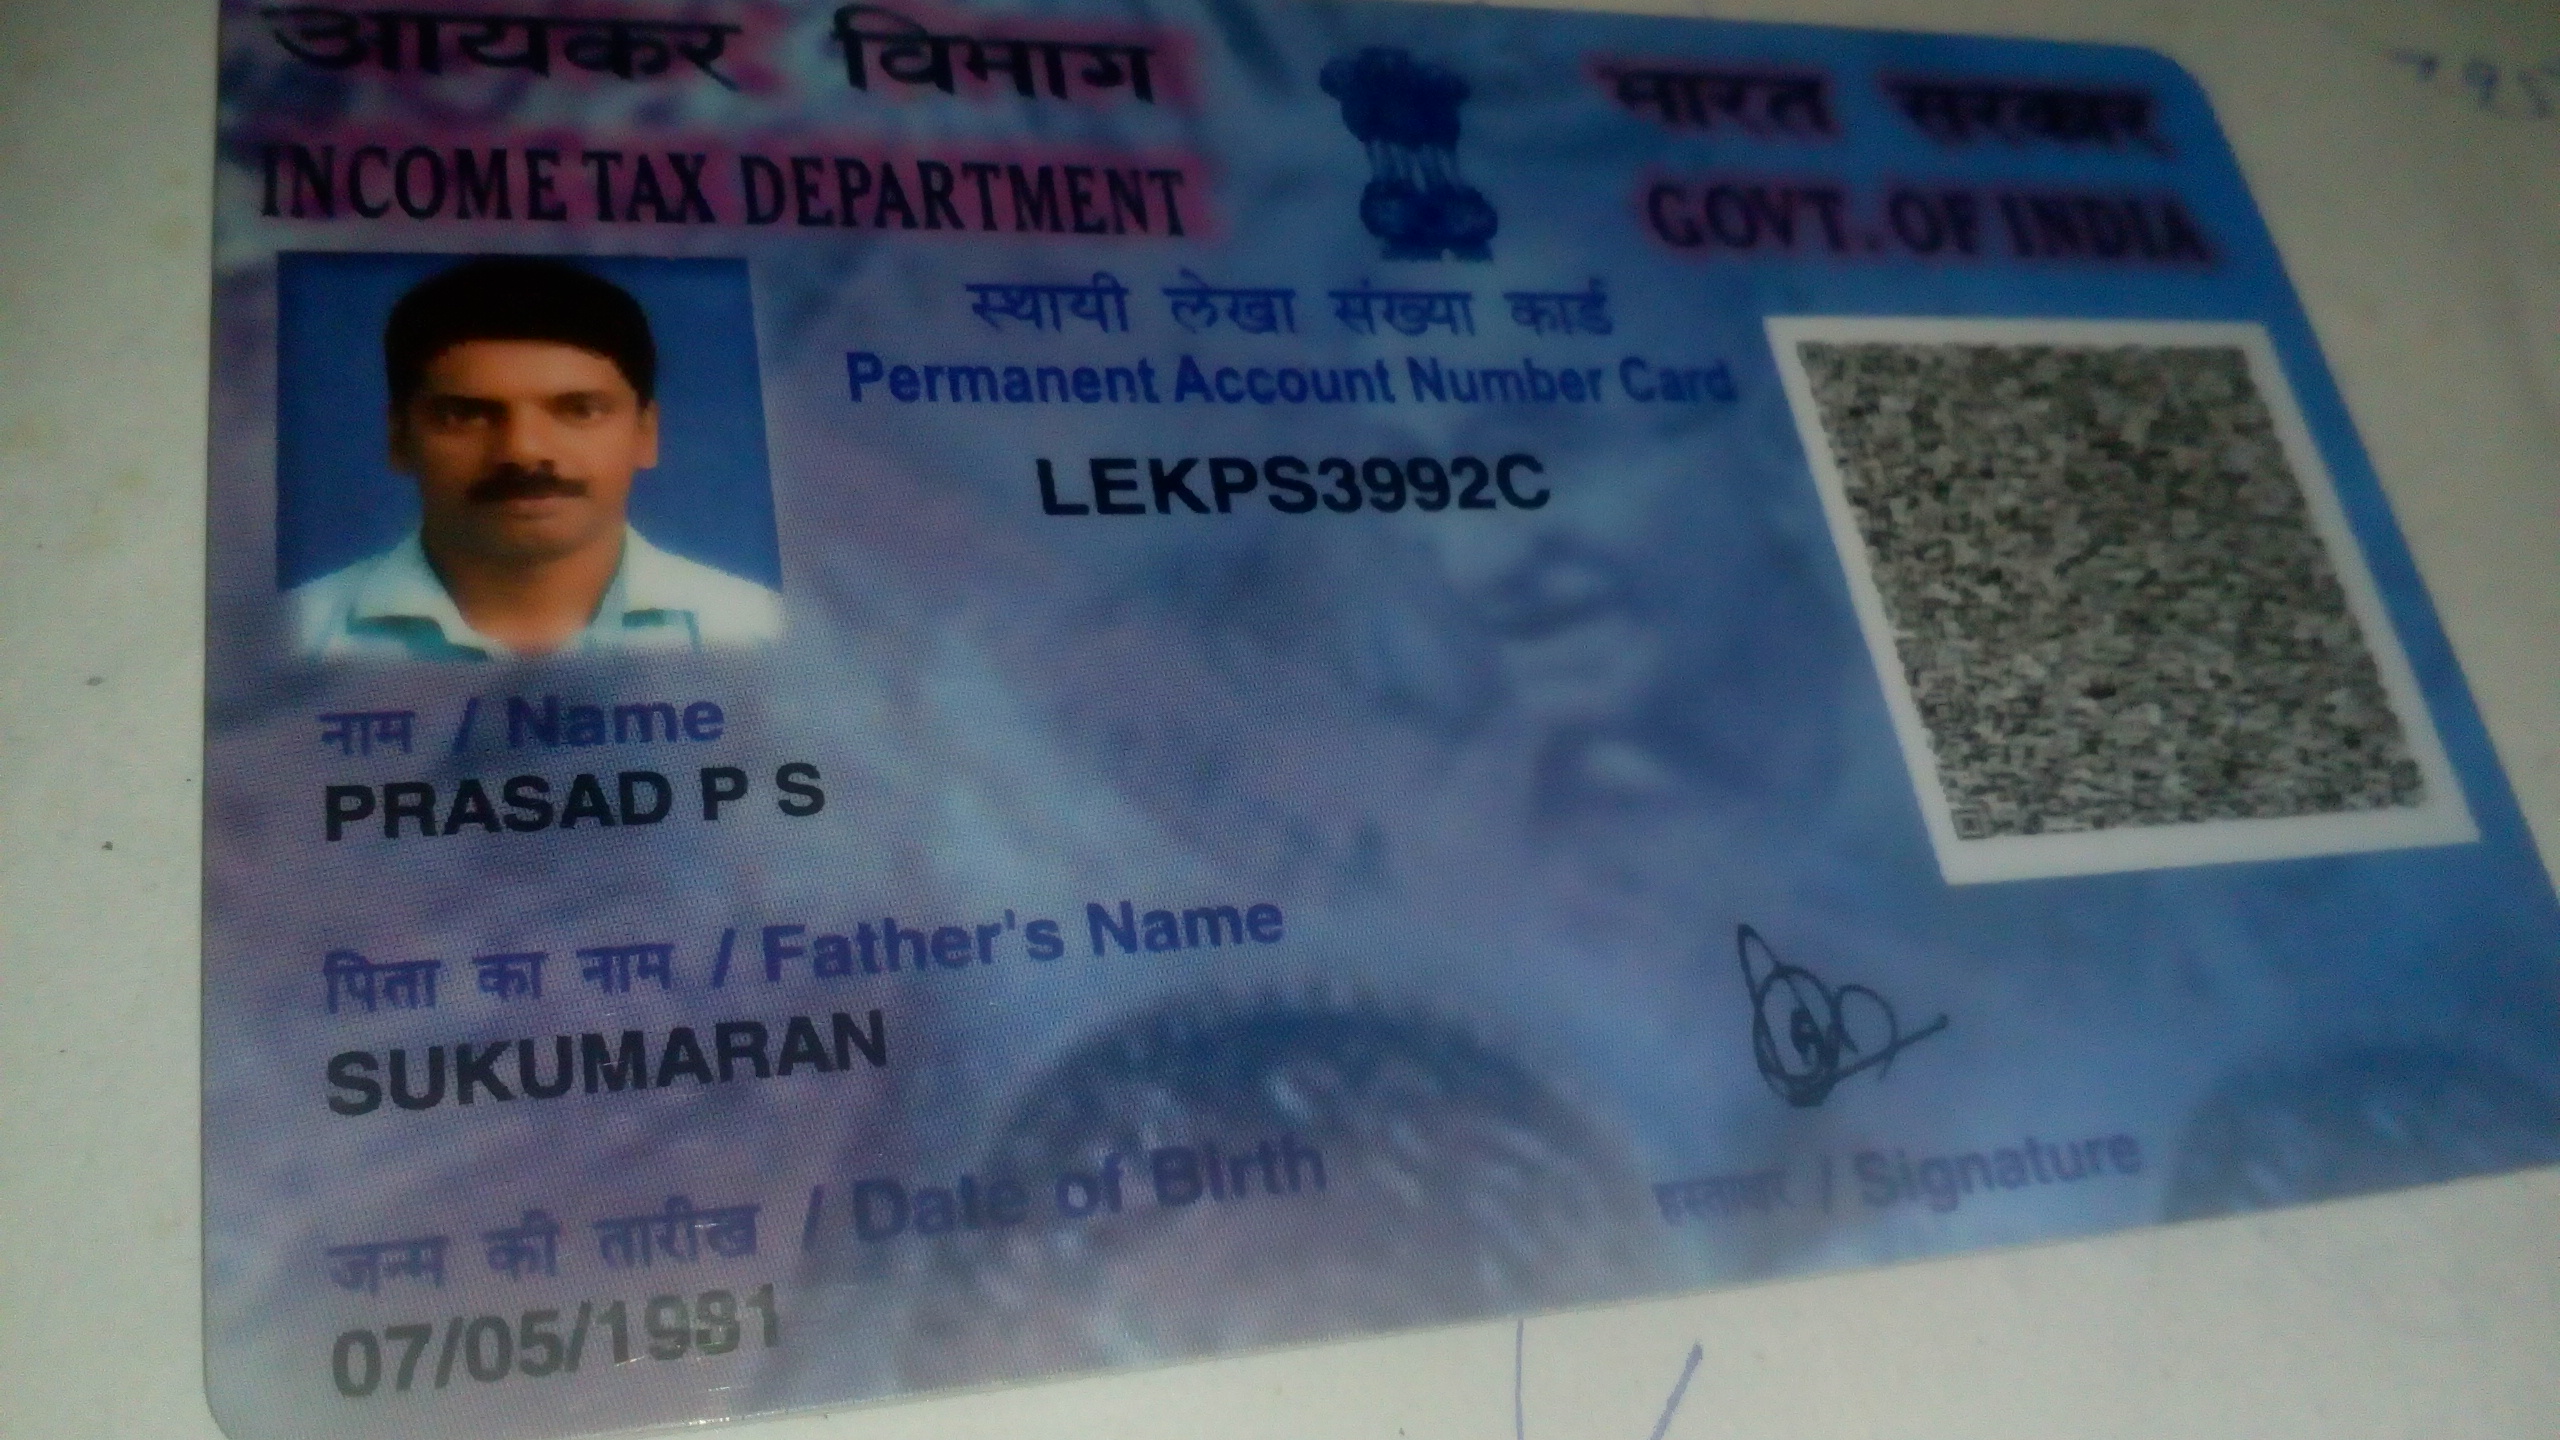 आयकर विभाग
INCOME TAX DEPARTMENT
भारत सरकार
GOVT. OF INDIA
स्थायी लेखा संख्या कार्ड
Permanent Account Number Card
LEKPS3992C
नाम / Name
PRASAD P S
पिता का नाम / Father's Name
SUKUMARAN
जन्म की तारीख / Date of Birth
07/05/1981
हस्ताक्षर / Signature